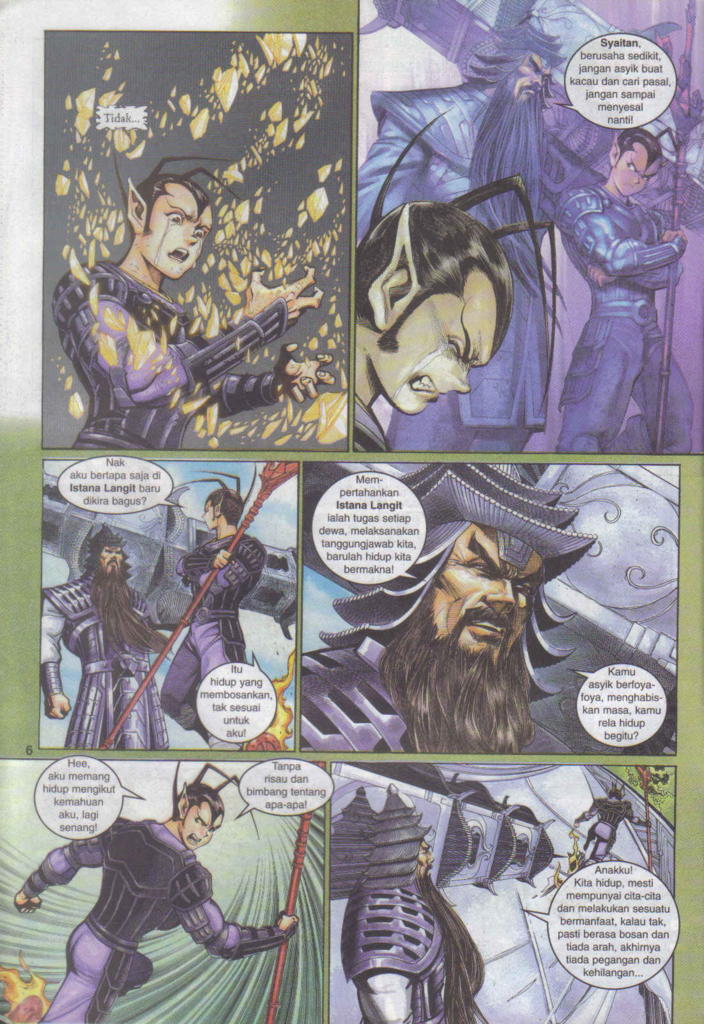 Tidak...
Syaitan,
berusaha sedikit,
jangan asyik buat
kacau dan cari pasal,
jangan sampai
menyesal
nanti!
Nak
aku bertapa saja di
Istana Langit baru
dikira bagus?
Itu
hidup yang
membosankan,
tak sesuai
untuk
aku!
Mem-
pertahankan
Istana Langit
ialah tugas setiap
dewa, melaksanakan
tanggungjawab kita,
barulah hidup kita
bermakna!
Kamu
asyik berfoya-
foya, menghabis-
kan masa, kamu
rela hidup
begitu?
6
Hee,
aku memang
hidup mengikut
kemahuan
aku, lagi
senang!
Tanpa
risau dan
bimbang tentang
apa-apa!
Anakku!
Kita hidup, mesti
mempunyai cita-cita
dan melakukan sesuatu
bermanfaat, kalau tak,
pasti berasa bosan dan
tiada arah, akhirnya
tiada pegangan dan
kehilangan...